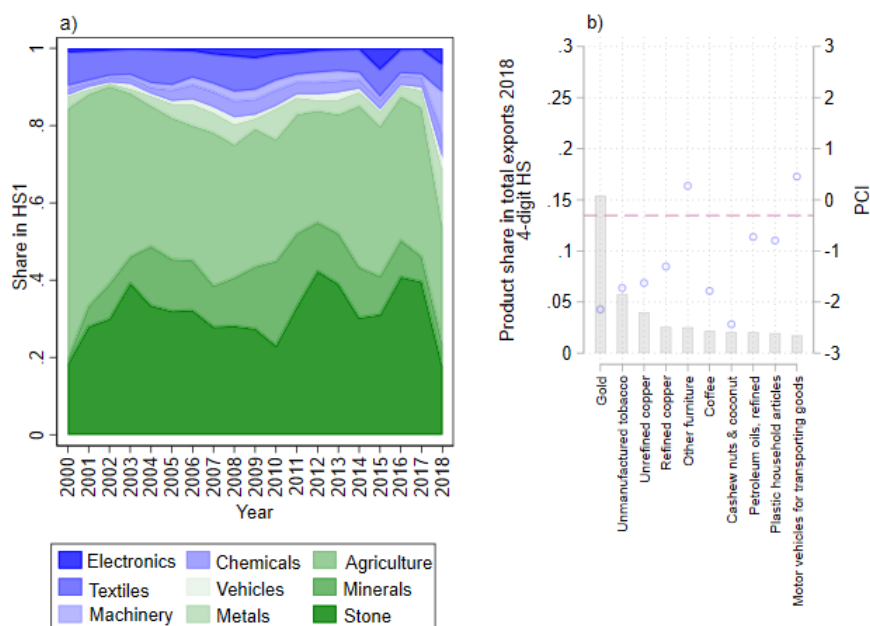 a)
1
.8
.6
.4
.2
0
Share in HS1
2000
2001
2002
2003
2004
2005
2006
2007
2008
2009
2010
2011
2012
2013
2014
2015
2016
2017
2018
Year
Electronics
Chemicals
Agriculture
Textiles
Vehicles
Minerals
Machinery
Metals
Stone
b)
.3
.25
.2
.15
.1
.05
0
Product share in total exports 2018
4-digit HS
3
2
1
0
-1
-2
-3
PCI
Gold
Unmanufactured tobacco
Unrefined copper
Refined copper
Other furniture
Coffee
Cashew nuts & coconut
Petroleum oils, refined
Plastic household articles
Motor vehicles for transporting goods